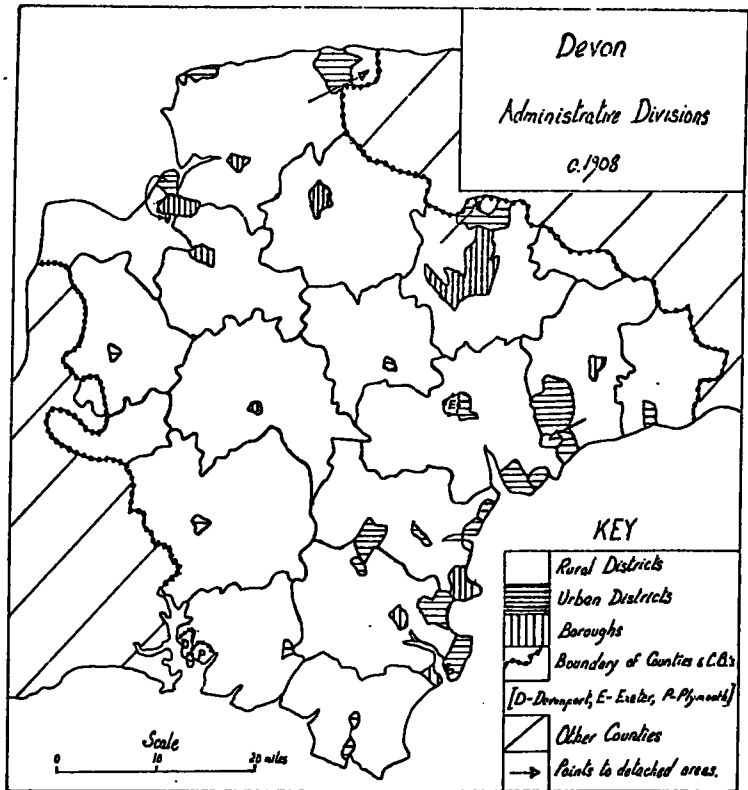 Devon
Administrative Divisions
c.1908
E
P
KEY
Rural Districts
Urban Districts
Boroughs
Boundary of Counties & C.B.'s
[D-Devonport, E-Exeter, P-Plymouth]
Other Counties
Points to detached areas.
Scale
0 10 20 miles